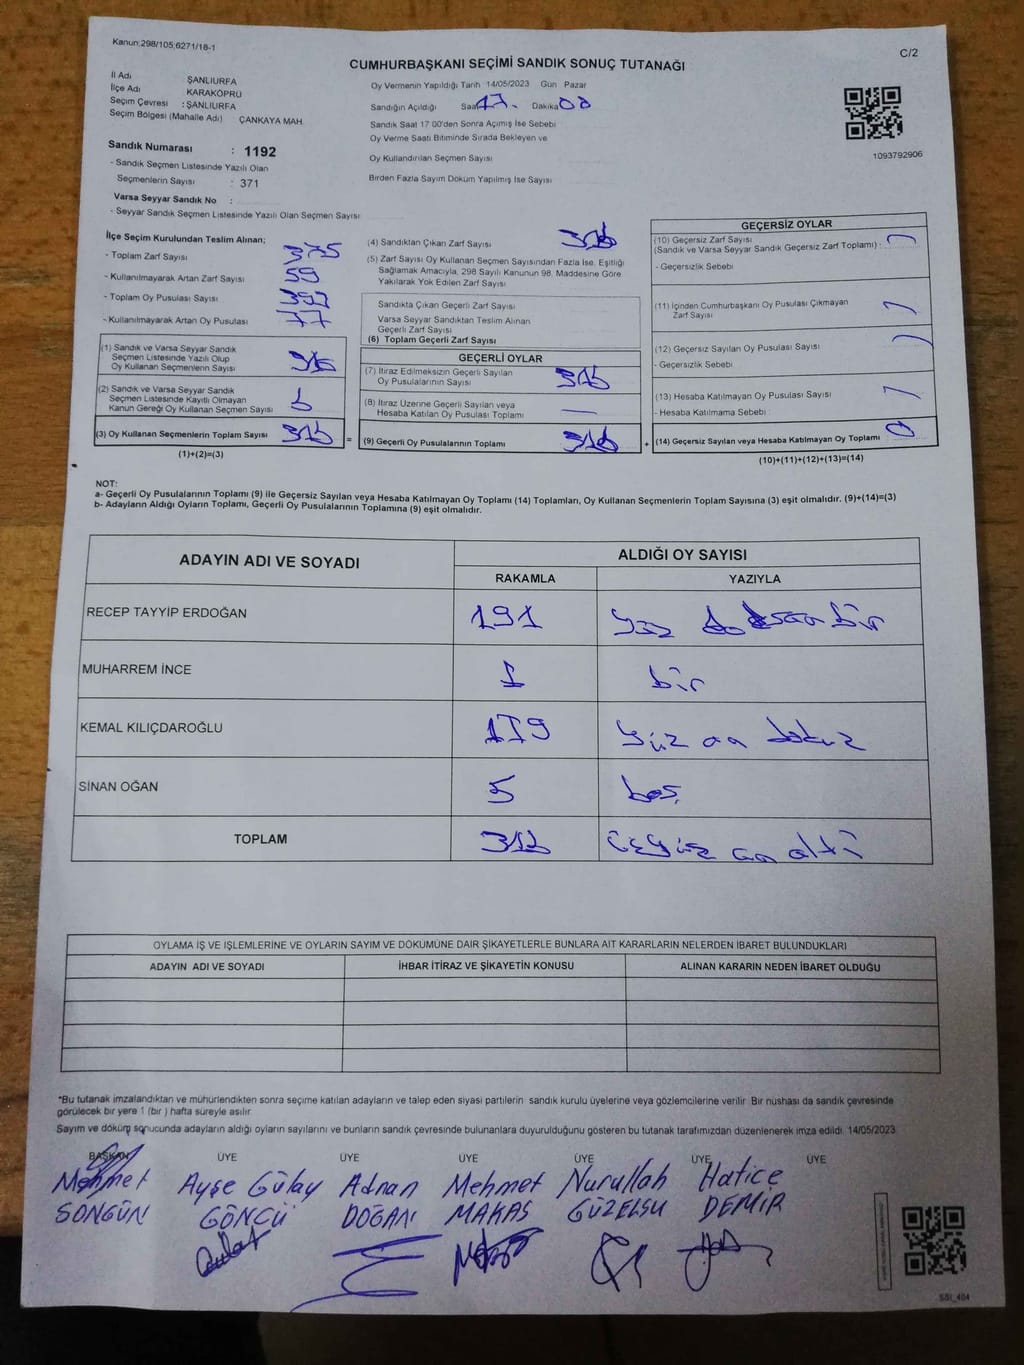 Kanun:298/105;6271/18-1
C/2
CUMHURBAŞKANI SEÇİMİ SANDIK SONUÇ TUTANAĞI
İl Adı ŞANLIURFA
İlçe Adı KARAKÖPRÜ
Seçim Çevresi : ŞANLIURFA
Seçim Bölgesi (Mahalle Adı) ÇANKAYA MAH.
Oy Vermenin Yapıldığı Tarih 14/05/2023 Gün Pazar
Sandığın Açıldığı Saat 17. Dakika 00
Sandık Saat 17:00'den Sonra Açımış İse Sebebi
Oy Verme Saati Bitiminde Sırada Bekleyen ve
Oy Kullandırılan Seçmen Sayısı
Birden Fazla Sayım Döküm Yapılmış İse Sayısı
1093792906
Sandık Numarası : 1192
- Sandık Seçmen Listesinde Yazılı Olan
Seçmenlerin Sayısı : 371
Varsa Seyyar Sandık No :
- Seyyar Sandık Seçmen Listesinde Yazılı Olan Seçmen Sayısı
İlçe Seçim Kurulundan Teslim Alınan;
- Toplam Zarf Sayısı 375
- Kullanılmayarak Artan Zarf Sayısı 59
- Toplam Oy Pusulası Sayısı
- Kullanılmayarak Artan Oy Pusulası 77
(1) Sandık ve Varsa Seyyar Sandık
Seçmen Listesinde Yazılı Olup
Oy Kullanan Seçmenlerin Sayısı
(2) Sandık ve Varsa Seyyar Sandık
Seçmen Listesinde Kayıtlı Olmayan
Kanun Gereği Oy Kullanan Seçmen Sayısı
(3) Oy Kullanan Seçmenlerin Toplam Sayısı 316
(1)+(2)=(3)
=
(4) Sandıktan Çıkan Zarf Sayısı 316
(5) Zarf Sayısı Oy Kullanan Seçmen Sayısından Fazla İse, Eşitliği
Sağlamak Amacıyla, 298 Sayılı Kanunun 98. Maddesine Göre
Yakılarak Yok Edilen Zarf Sayısı
Sandıkta Çıkan Geçerli Zarf Sayısı
Varsa Seyyar Sandıktan Teslim Alınan
Geçerli Zarf Sayısı
(6) Toplam Geçerli Zarf Sayısı
GEÇERLİ OYLAR
(7) İtiraz Edilmeksizin Geçerli Sayılan
Oy Pusulalarının Sayısı 316
(8) İtiraz Üzerine Geçerli Sayılan veya
Hesaba Katılan Oy Pusulası Toplamı —
(9) Geçerli Oy Pusulalarının Toplamı 316
+
GEÇERSİZ OYLAR
(10) Geçersiz Zarf Sayısı
(Sandık ve Varsa Seyyar Sandık Geçersiz Zarf Toplamı) :
- Geçersizlik Sebebi
(11) İçinden Cumhurbaşkanı Oy Pusulası Çıkmayan
Zarf Sayısı
(12) Geçersiz Sayılan Oy Pusulası Sayısı
- Geçersizlik Sebebi
(13) Hesaba Katılmayan Oy Pusulası Sayısı
- Hesaba Katılmama Sebebi
(14) Geçersiz Sayılan veya Hesaba Katılmayan Oy Toplamı 0
(10)+(11)+(12)+(13)=(14)
NOT:
a- Geçerli Oy Pusulalarının Toplamı (9) ile Geçersiz Sayılan veya Hesaba Katılmayan Oy Toplamı (14) Toplamları, Oy Kullanan Seçmenlerin Toplam Sayısına (3) eşit olmalıdır. (9)+(14)=(3)
b- Adayların Aldığı Oyların Toplamı, Geçerli Oy Pusulalarının Toplamına (9) eşit olmalıdır.
ADAYIN ADI VE SOYADI
ALDIĞI OY SAYISI
RAKAMLA YAZIYLA
RECEP TAYYİP ERDOĞAN 191 yüz doksan bir
MUHARREM İNCE 1 bir
KEMAL KILIÇDAROĞLU 119 yüz on dokuz
SİNAN OĞAN 5 beş
TOPLAM 316 üçyüz on altı
OYLAMA İŞ VE İŞLEMLERİNE VE OYLARIN SAYIM VE DÖKÜMÜNE DAİR ŞİKAYETLERLE BUNLARA AİT KARARLARIN NELERDEN İBARET BULUNDUKLARI
ADAYIN ADI VE SOYADI İHBAR İTİRAZ VE ŞİKAYETİN KONUSU ALINAN KARARIN NEDEN İBARET OLDUĞU
*Bu tutanak imzalandıktan ve mühürlendikten sonra seçime katılan adayların ve talep eden siyasi partilerin sandık kurulu üyelerine veya gözlemcilerine verilir. Bir nüshası da sandık çevresinde
görülecek bir yere 1 (bir ) hafta süreyle asılır.
Sayım ve döküm sonucunda adayların aldığı oyların sayılarını ve bunların sandık çevresinde bulunanlara duyurulduğunu gösteren bu tutanak tarafımızdan düzenlenerek imza edildi. 14/05/2023
BAŞKAN ÜYE ÜYE ÜYE ÜYE ÜYE ÜYE
Mehmet Ayşe Gülay Adnan Mehmet Nurullah Hatice
SONGÜN GÖNCÜ DOĞAN MAKAS GÜZELSU DEMİR